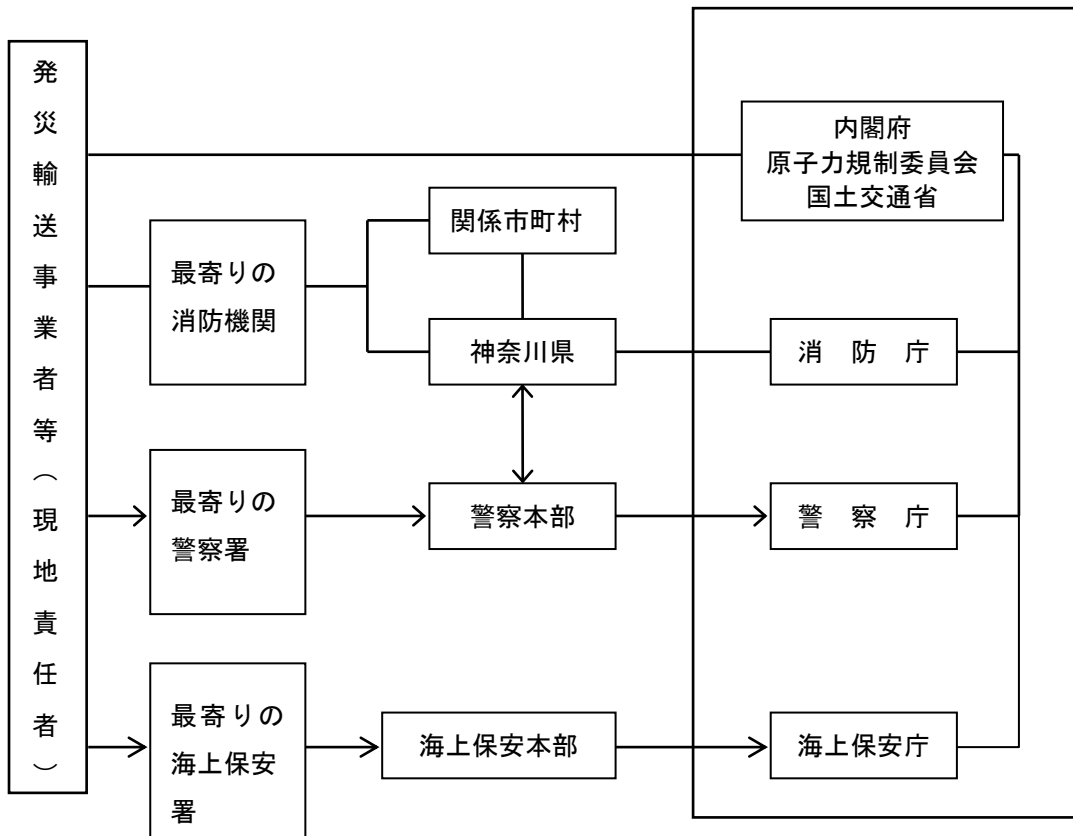 発災輸送事業者等（現地責任者）
内閣府
原子力規制委員会
国土交通省
関係市町村
最寄りの
消防機関
神奈川県
消　防　庁
最寄りの
警察署
警察本部
警　察　庁
最寄りの
海上保安
署
海上保安本部
海上保安庁